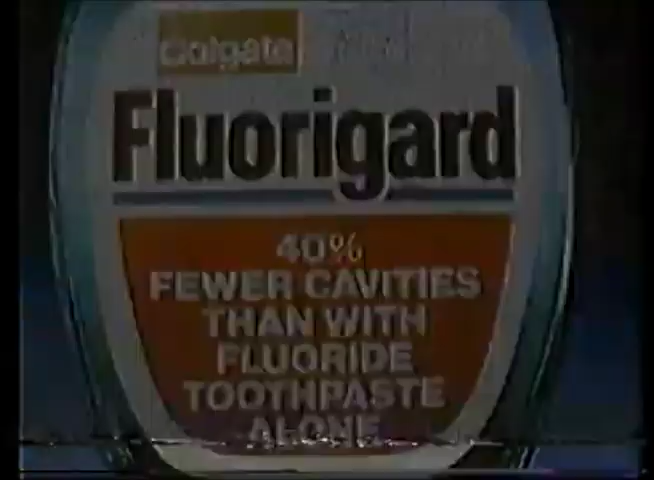 Colgate
Fluorigard
40%
FEWER CAVITIES
THAN WITH
FLUORIDE
TOOTHPASTE
ALONE